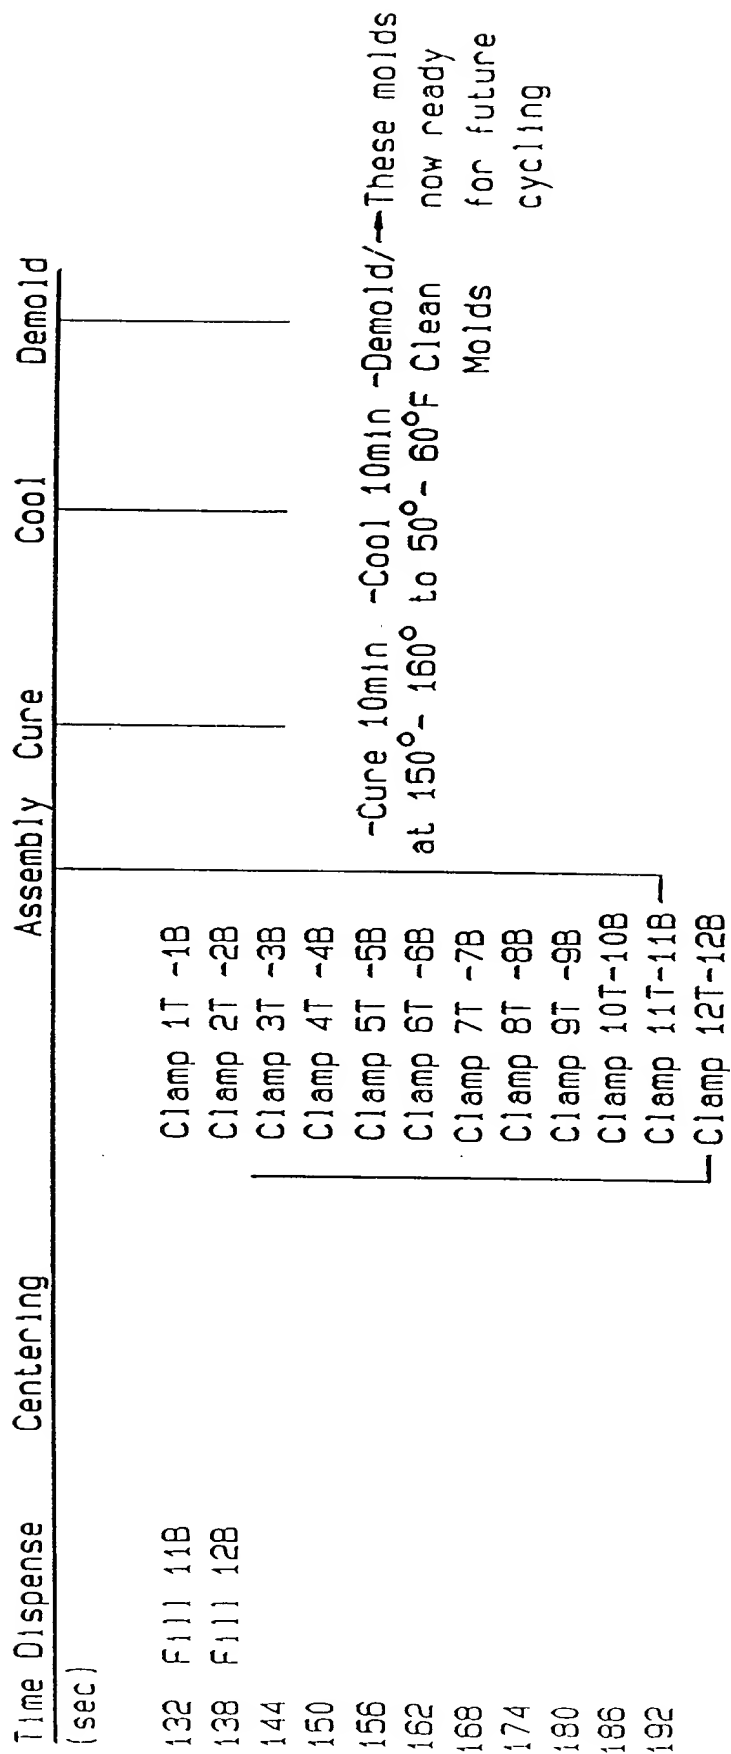 Time Dispense Centering Assembly Cure Cool Demold
(sec)
132 Fill 11B Clamp 1T -1B
138 Fill 12B Clamp 2T -2B
144 Clamp 3T -3B
150 Clamp 4T -4B
156 Clamp 5T -5B -Cure 10min -Cool 10min -Demold/→These molds
162 Clamp 6T -6B at 150°- 160° to 50°- 60°F Clean now ready
168 Clamp 7T -7B Molds for future
174 Clamp 8T -8B cycling
180 Clamp 9T -9B
186 Clamp 10T-10B
192 Clamp 11T-11B
Clamp 12T-12B